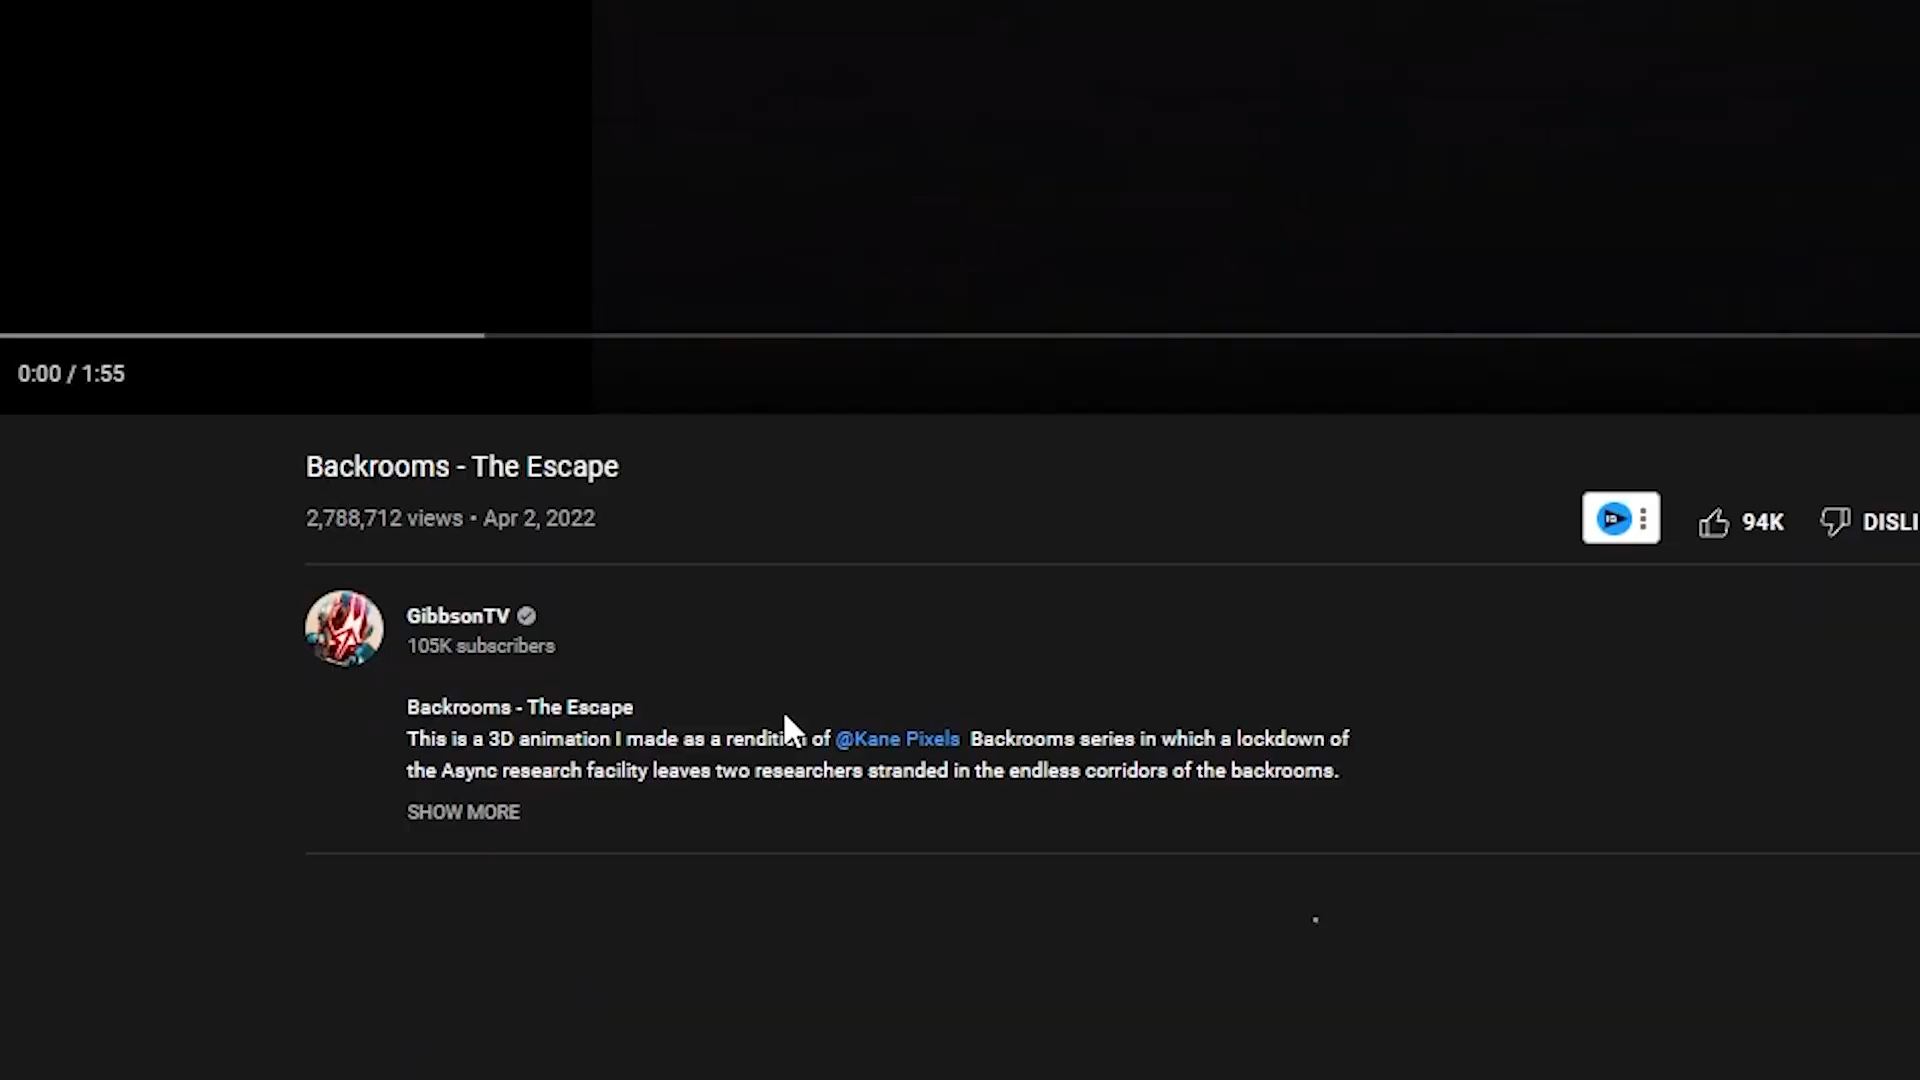 0:00 / 1:55
Backrooms - The Escape
2,788,712 views • Apr 2, 2022
94K
DISLI
GibbsonTV
105K subscribers
Backrooms - The Escape
This is a 3D animation I made as a rendition of @Kane Pixels Backrooms series in which a lockdown of
the Async research facility leaves two researchers stranded in the endless corridors of the backrooms.
SHOW MORE